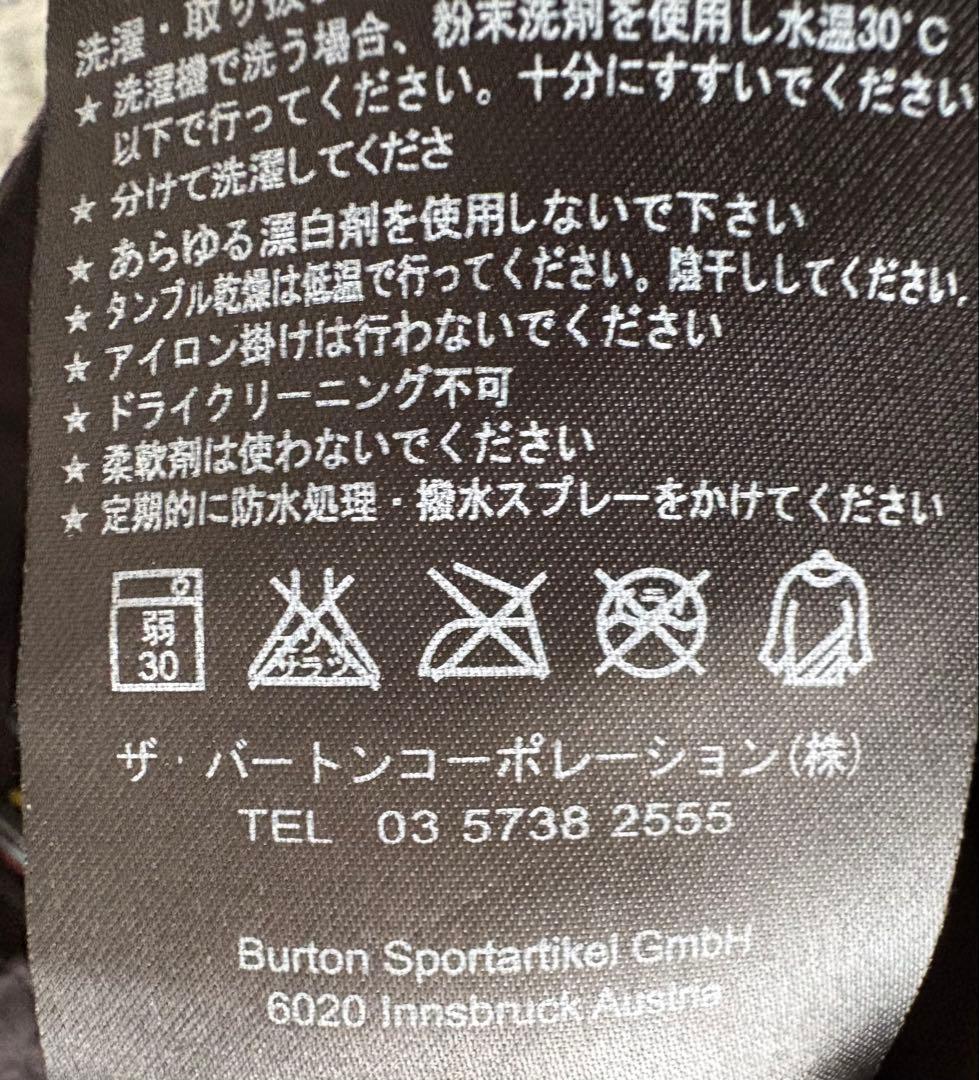 洗濯・取り扱
★ 洗濯機で洗う場合、粉末洗剤を使用し水温30°C
以下で行ってください。十分にすすいでください
★ 分けて洗濯してくださ
★ あらゆる漂白剤を使用しないで下さい
★ タンブル乾燥は低温で行ってください。陰干ししてください.
★ アイロン掛けは行わないでください
★ ドライクリーニング不可
★ 柔軟剤は使わないでください
★ 定期的に防水処理・撥水スプレーをかけてください
弱
30
エンソ
サラシ
ドライ
ザ・バートンコーポレーション(株)
TEL 03 5738 2555
Burton Sportartikel GmbH
6020 Innsbruck Austria